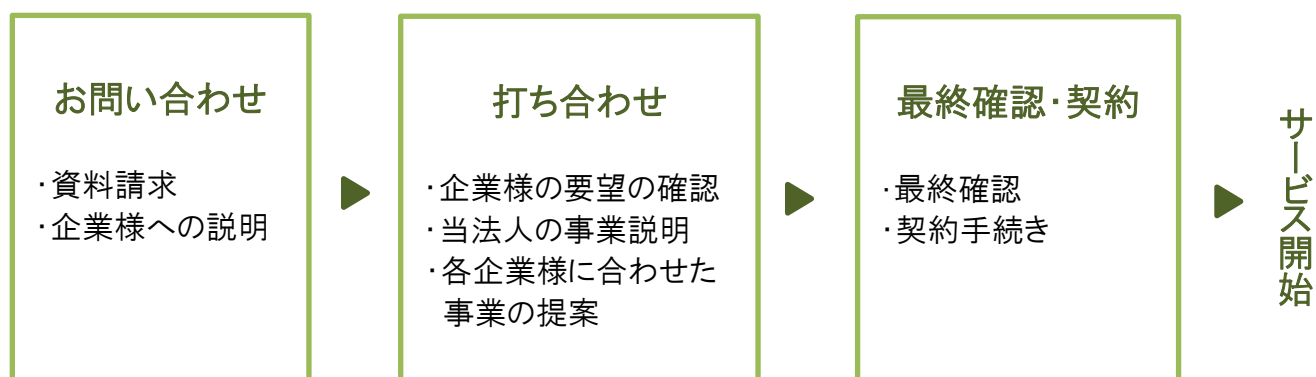 お問い合わせ
・資料請求
・企業様への説明
打ち合わせ
・企業様の要望の確認
・当法人の事業説明
・各企業様に合わせた
事業の提案
最終確認・契約
・最終確認
・契約手続き
サービス開始